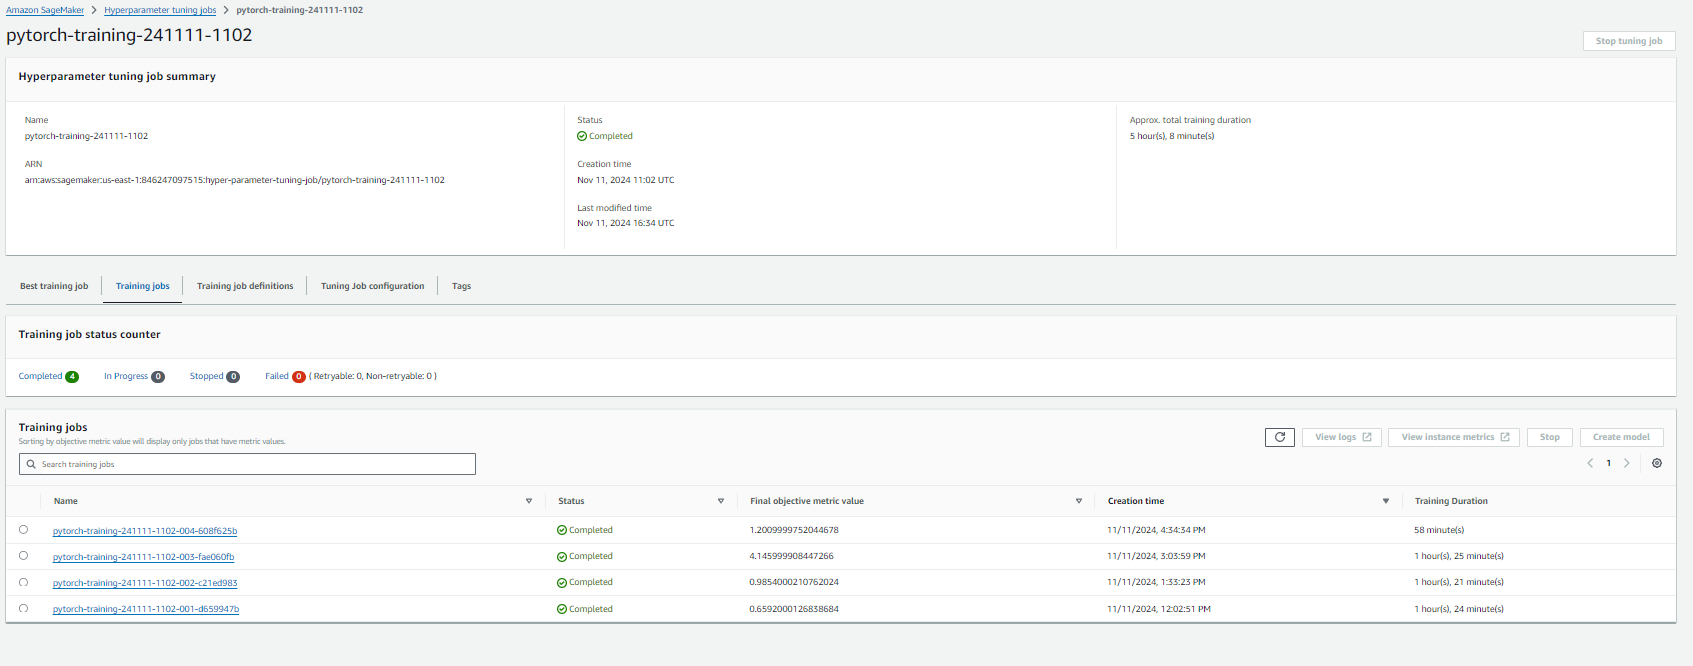 Amazon SageMaker > Hyperparameter tuning jobs > pytorch-training-241111-1102
pytorch-training-241111-1102
Stop tuning job
Hyperparameter tuning job summary
Name
pytorch-training-241111-1102
ARN
arn:aws:sagemaker:us-east-1:846247097515:hyper-parameter-tuning-job/pytorch-training-241111-1102
Status
Completed
Creation time
Nov 11, 2024 11:02 UTC
Last modified time
Nov 11, 2024 16:34 UTC
Approx. total training duration
5 hour(s), 8 minute(s)
Best training job Training jobs Training job definitions Tuning Job configuration Tags
Training job status counter
Completed 4 In Progress 0 Stopped 0 Failed 0 ( Retryable: 0, Non-retryable: 0 )
Training jobs
Sorting by objective metric value will display only jobs that have metric values.
View logs View instance metrics Stop Create model
Search training jobs
1
Name Status Final objective metric value Creation time Training Duration
pytorch-training-241111-1102-004-608f625b Completed 1.2009999752044678 11/11/2024, 4:34:34 PM 58 minute(s)
pytorch-training-241111-1102-003-fae060fb Completed 4.145999908447266 11/11/2024, 3:03:59 PM 1 hour(s), 25 minute(s)
pytorch-training-241111-1102-002-c21ed983 Completed 0.9854000210762024 11/11/2024, 1:33:23 PM 1 hour(s), 21 minute(s)
pytorch-training-241111-1102-001-d659947b Completed 0.6592000126838684 11/11/2024, 12:02:51 PM 1 hour(s), 24 minute(s)